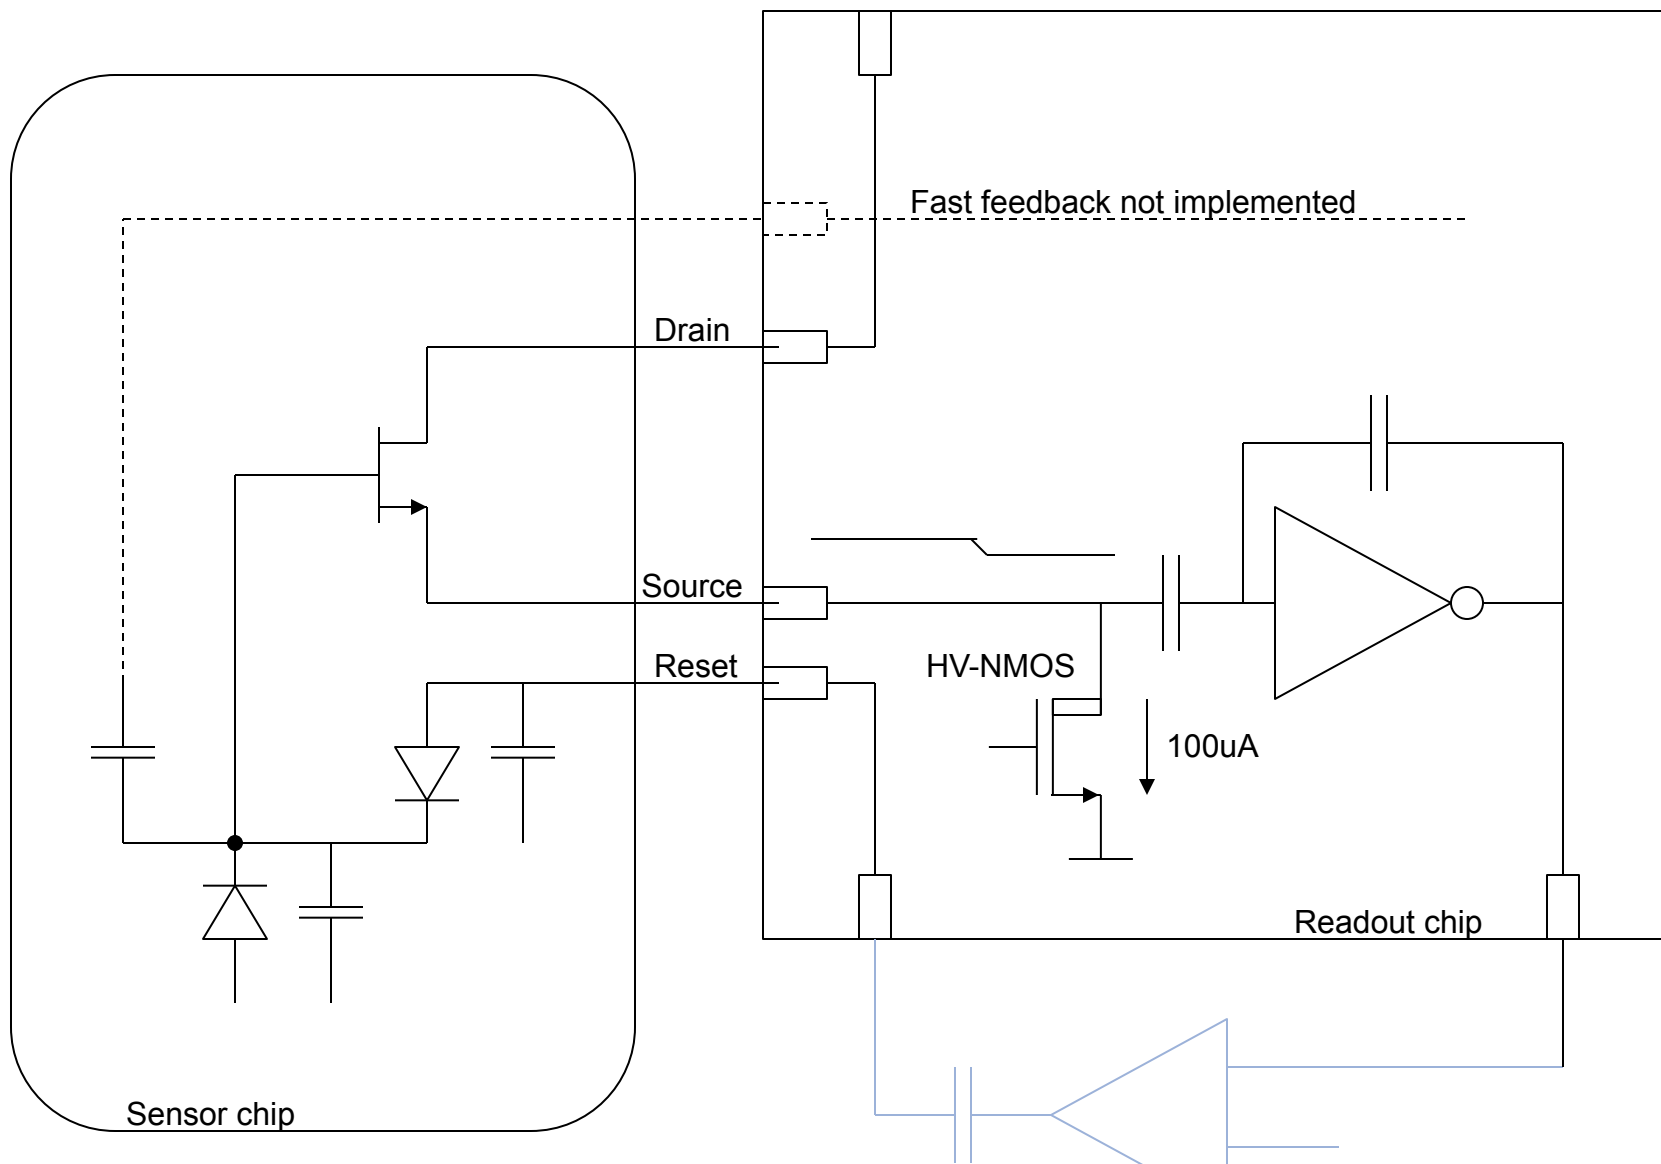 Fast feedback not implemented
Drain
Source
Reset
HV-NMOS
100uA
Readout chip
Sensor chip